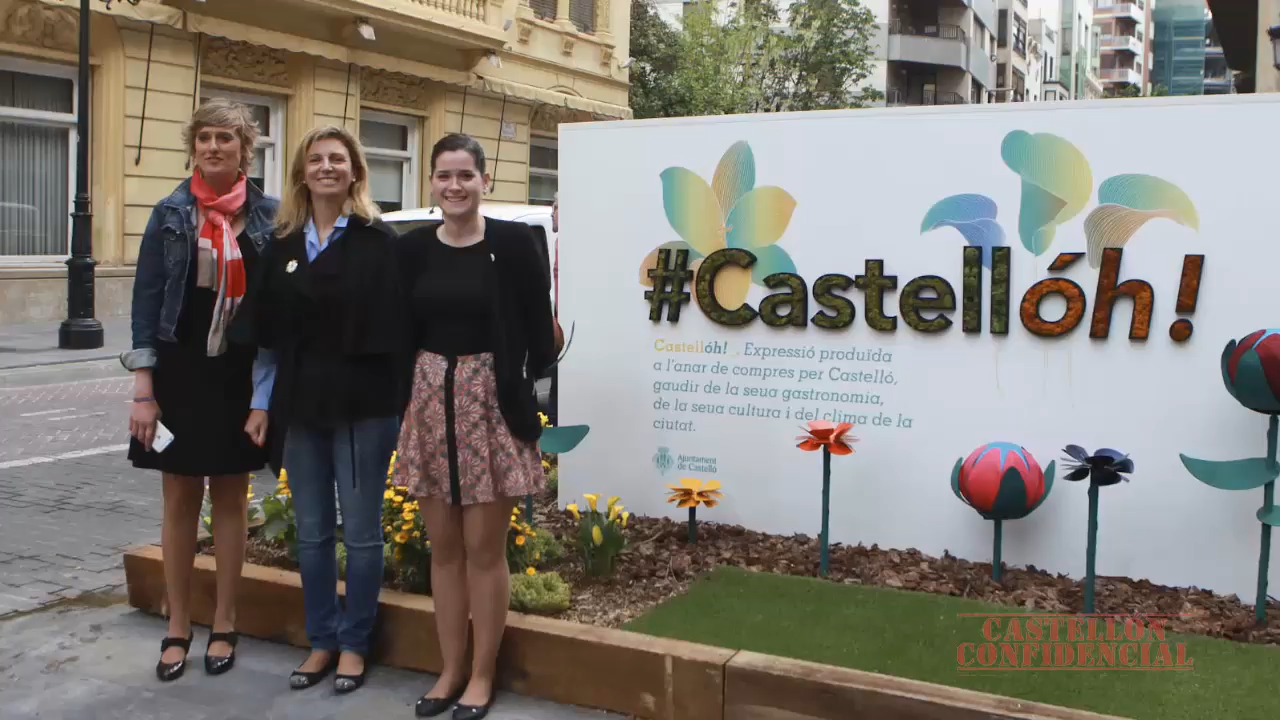 #Castellóh!
Castellóh! . Expressió produïda
a l'anar de compres per Castelló,
gaudir de la seua gastronomia,
de la seua cultura i del clima de la
ciutat.
Ajuntament
de Castelló
CASTELLON
CONFIDENCIAL